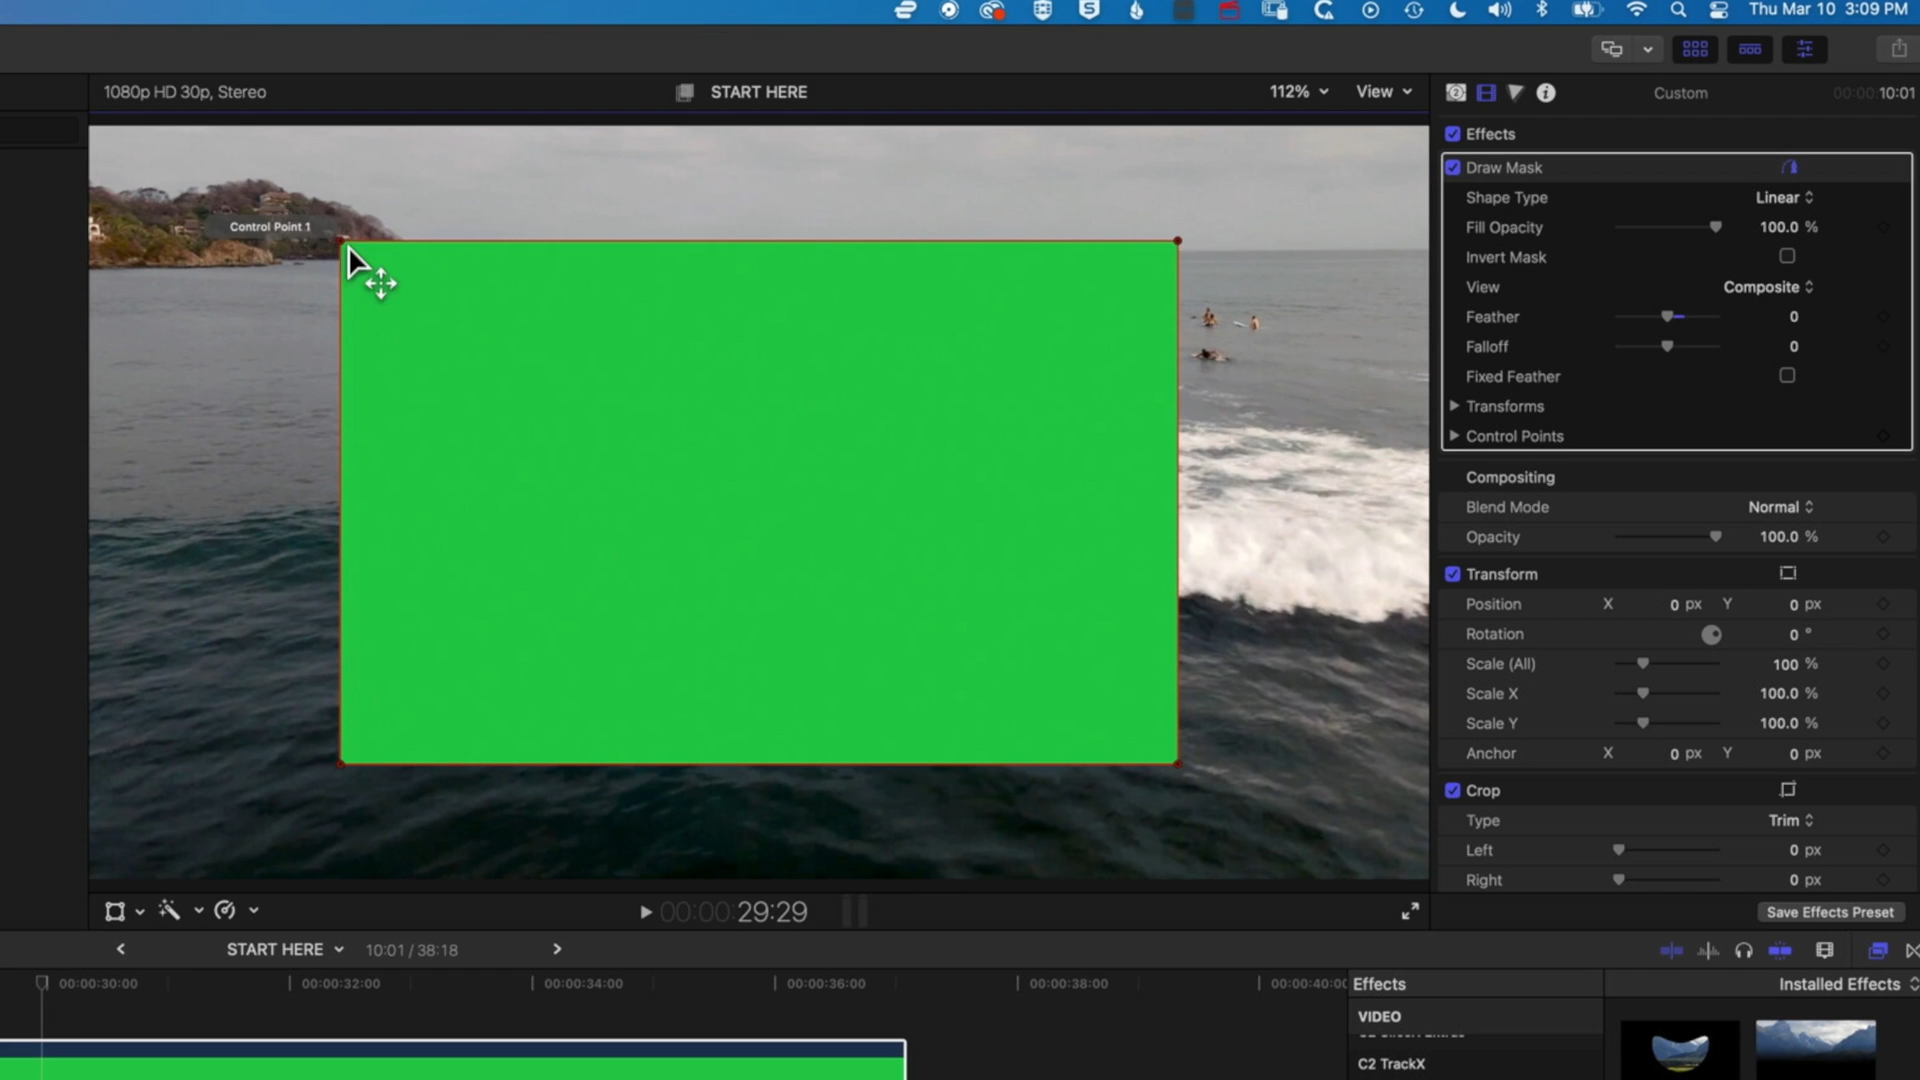 Thu Mar 10 3:09 PM
1080p HD 30p, Stereo
START HERE
112%
View
Custom
00:00:10:01
Effects
Draw Mask
Shape Type
Linear
Fill Opacity
100.0 %
Invert Mask
View
Composite
Feather
0
Falloff
0
Fixed Feather
Transforms
Control Points
Control Point 1
Compositing
Blend Mode
Normal
Opacity
100.0 %
Transform
Position X 0 px Y 0 px
Rotation
0 °
Scale (All)
100 %
Scale X
100.0 %
Scale Y
100.0 %
Anchor X 0 px Y 0 px
Crop
Type
Trim
Left
0 px
Right
0 px
00:00:29:29
Save Effects Preset
START HERE
10:01 / 38:18
00:00:30:00
00:00:32:00
00:00:34:00
00:00:36:00
00:00:38:00
00:00:40:00
Effects
Installed Effects
VIDEO
C2 TrackX